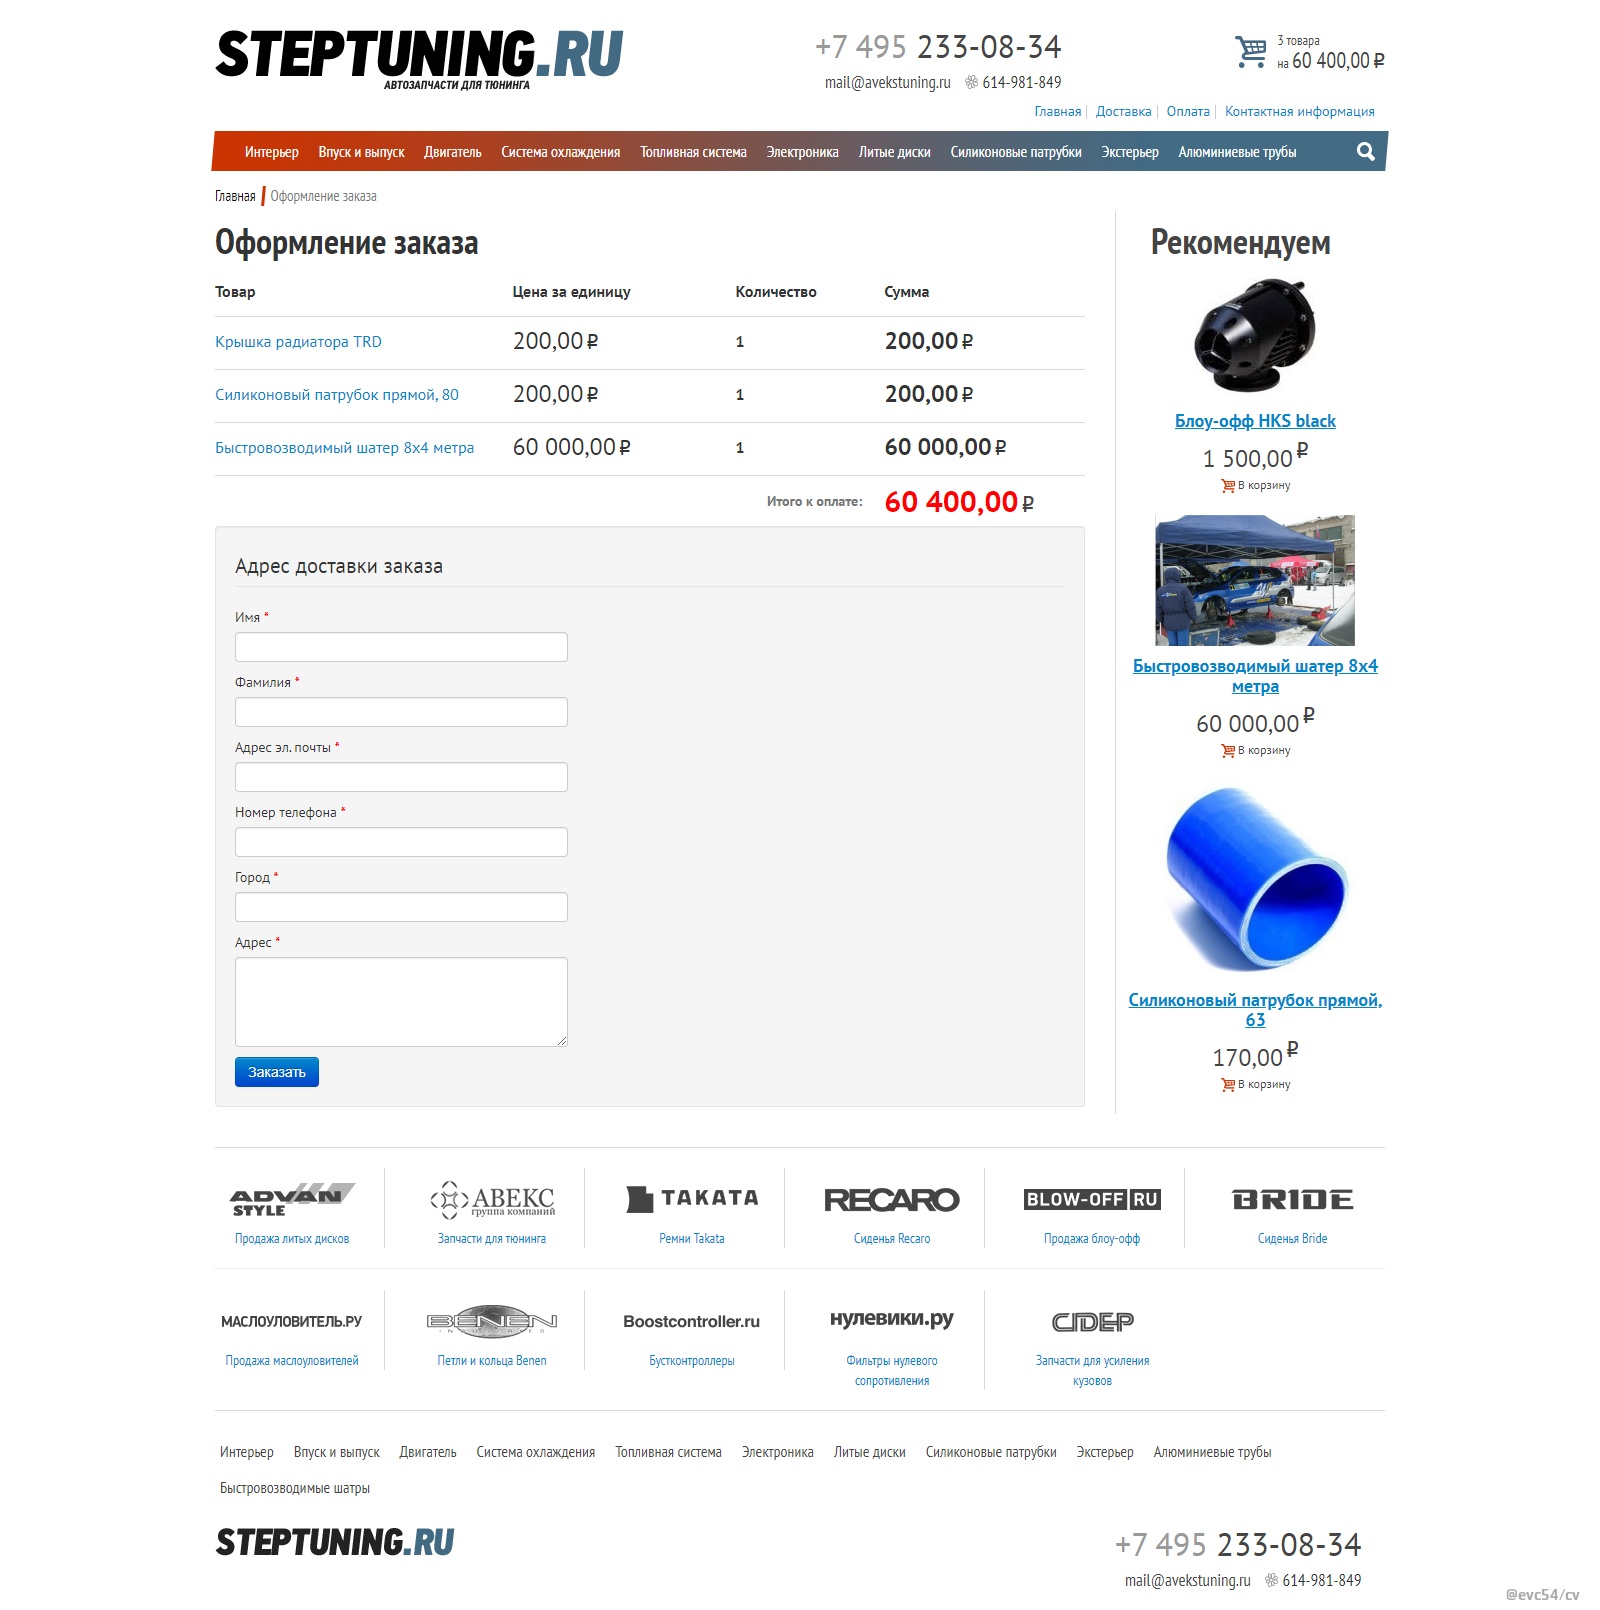 STEPTUNING.RU
АВТОЗАПЧАСТИ ДЛЯ ТЮНИНГА
+7 495 233-08-34
mail@avekstuning.ru 614-981-849
3 товара
на 60 400,00 ₽
Главная Доставка Оплата Контактная информация
Интерьер Впуск и выпуск Двигатель Система охлаждения Топливная система Электроника Литые диски Силиконовые патрубки Экстерьер Алюминиевые трубы
Главная Оформление заказа
Оформление заказа
Товар Цена за единицу Количество Сумма
Крышка радиатора TRD 200,00 ₽ 1 200,00 ₽
Силиконовый патрубок прямой, 80 200,00 ₽ 1 200,00 ₽
Быстровозводимый шатер 8х4 метра 60 000,00 ₽ 1 60 000,00 ₽
Итого к оплате: 60 400,00 ₽
Адрес доставки заказа
Имя *
Фамилия *
Адрес эл. почты *
Номер телефона *
Город *
Адрес *
Заказать
Рекомендуем
Блоу-офф HKS black
1 500,00 ₽
В корзину
Быстровозводимый шатер 8х4
метра
60 000,00 ₽
В корзину
Силиконовый патрубок прямой,
63
170,00 ₽
В корзину
ADVAN
STYLE
Продажа литых дисков
АВЕКС
группа компаний
Запчасти для тюнинга
TAKATA
Ремни Takata
RECARO
Сиденья Recaro
BLOW-OFF RU
Продажа блоу-офф
BRIDE
Сиденья Bride
МАСЛОУЛОВИТЕЛЬ.РУ
Продажа маслоуловителей
BENEN
Петли и кольца Benen
Boostcontroller.ru
Бустконтроллеры
нулевики.ру
Фильтры нулевого
сопротивления
СIDEP
Запчасти для усиления
кузовов
Интерьер Впуск и выпуск Двигатель Система охлаждения Топливная система Электроника Литые диски Силиконовые патрубки Экстерьер Алюминиевые трубы
Быстровозводимые шатры
STEPTUNING.RU
+7 495 233-08-34
mail@avekstuning.ru 614-981-849
@eyc54/cy